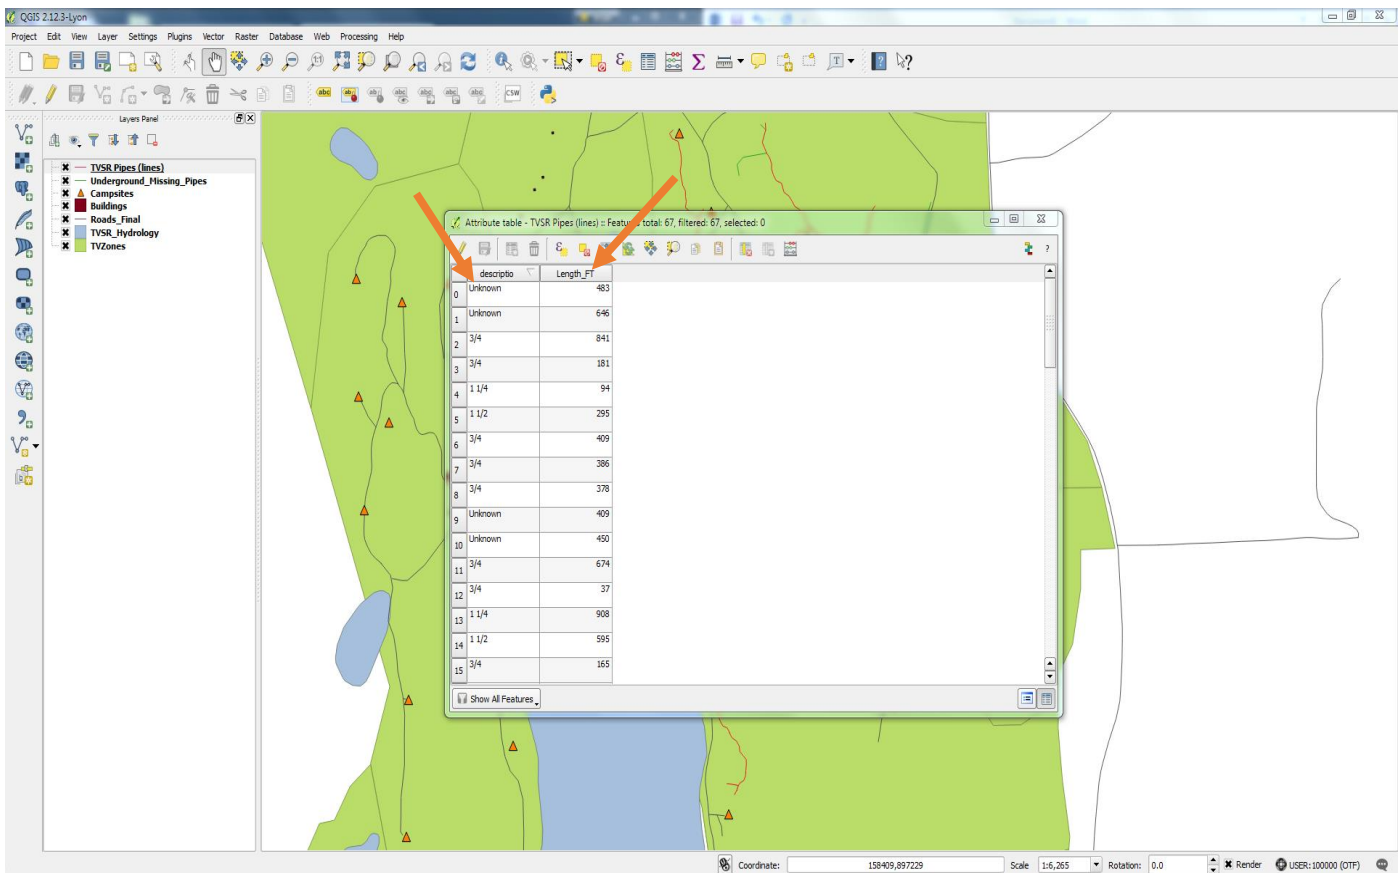 QGIS 2.12.3-Lyon
Project Edit View Layer Settings Plugins Vector Raster Database Web Processing Help
Layers Panel
TVSR Pipes (lines)
Underground_Missing_Pipes
Campsites
Buildings
Roads_Final
TVSR_Hydrology
TVZones
Attribute table - TVSR Pipes (lines) :: Features total: 67, filtered: 67, selected: 0
descriptio Length_FT
0 Unknown 483
1 Unknown 646
2 3/4 841
3 3/4 181
4 1 1/4 94
5 1 1/2 295
6 3/4 409
7 3/4 386
8 3/4 378
9 Unknown 409
10 Unknown 450
11 3/4 674
12 3/4 37
13 1 1/4 908
14 1 1/2 595
15 3/4 165
Show All Features
Coordinate: 158409,897229 Scale 1:6,265 Rotation: 0.0 Render USER:100000 (OTF)